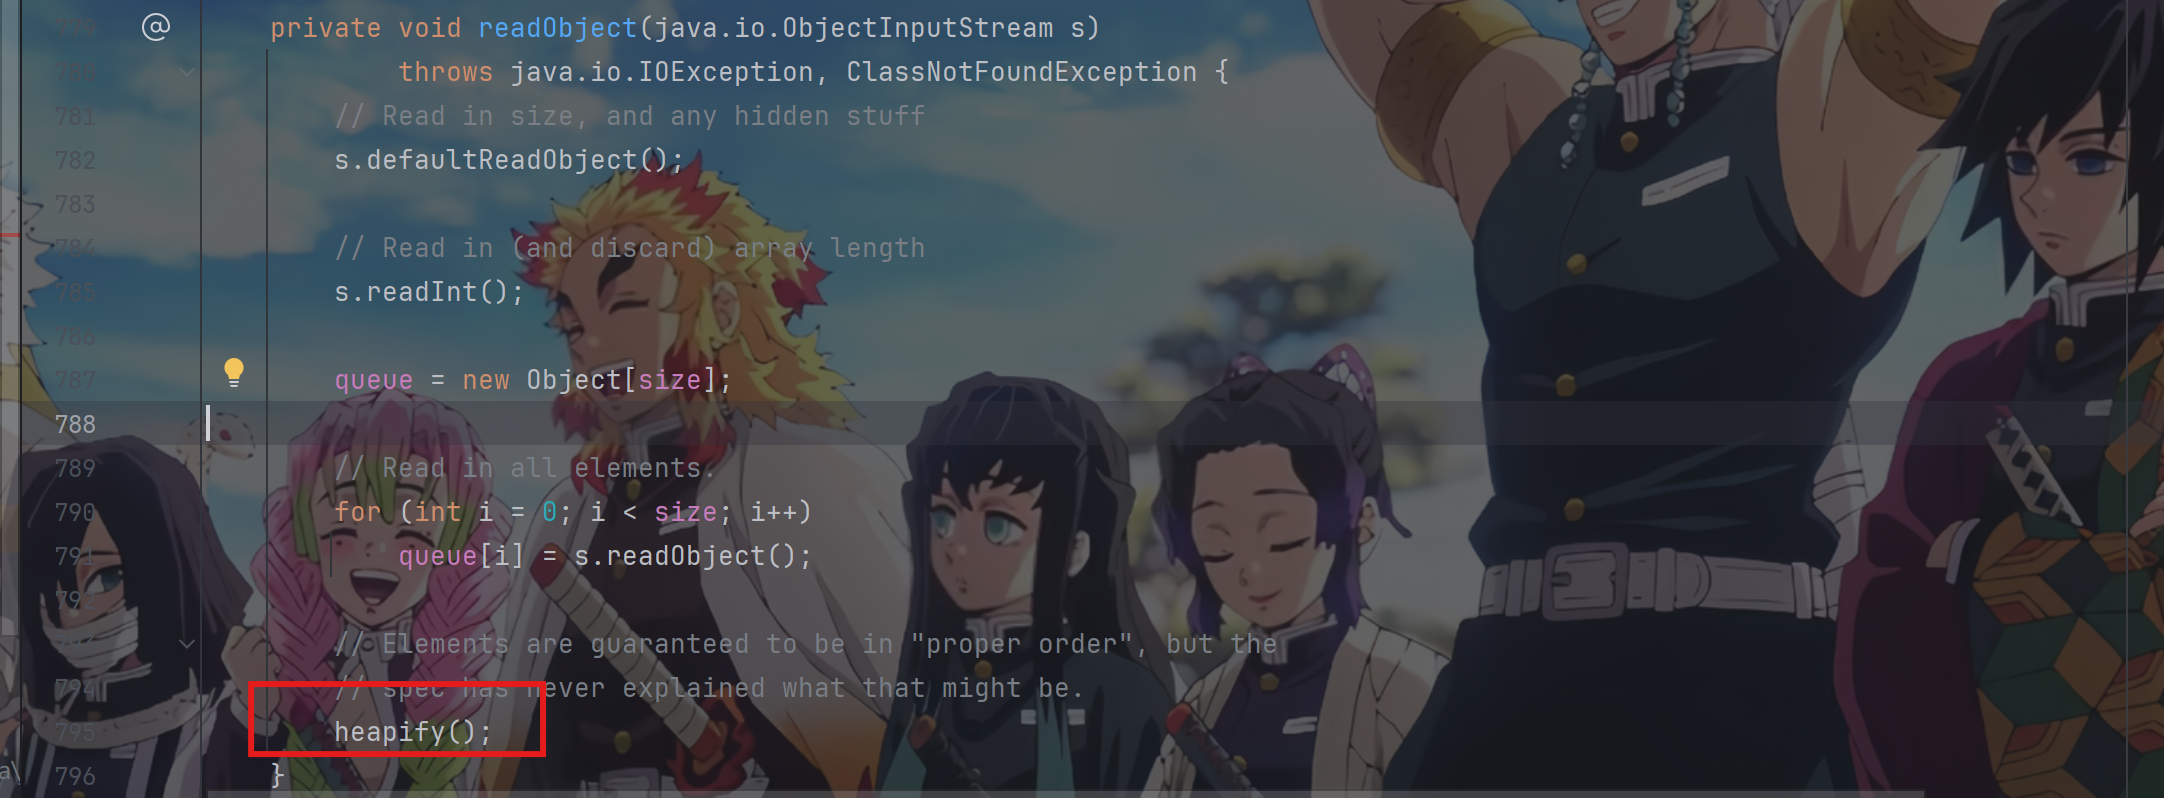 779 @ private void readObject(java.io.ObjectInputStream s)
780 throws java.io.IOException, ClassNotFoundException {
781 // Read in size, and any hidden stuff
782 s.defaultReadObject();
783
784 // Read in (and discard) array length
785 s.readInt();
786
787 queue = new Object[size];
788
789 // Read in all elements.
790 for (int i = 0; i < size; i++)
791 queue[i] = s.readObject();
792
793 // Elements are guaranteed to be in "proper order", but the
794 // spec has never explained what that might be.
795 heapify();
a\ 796 }